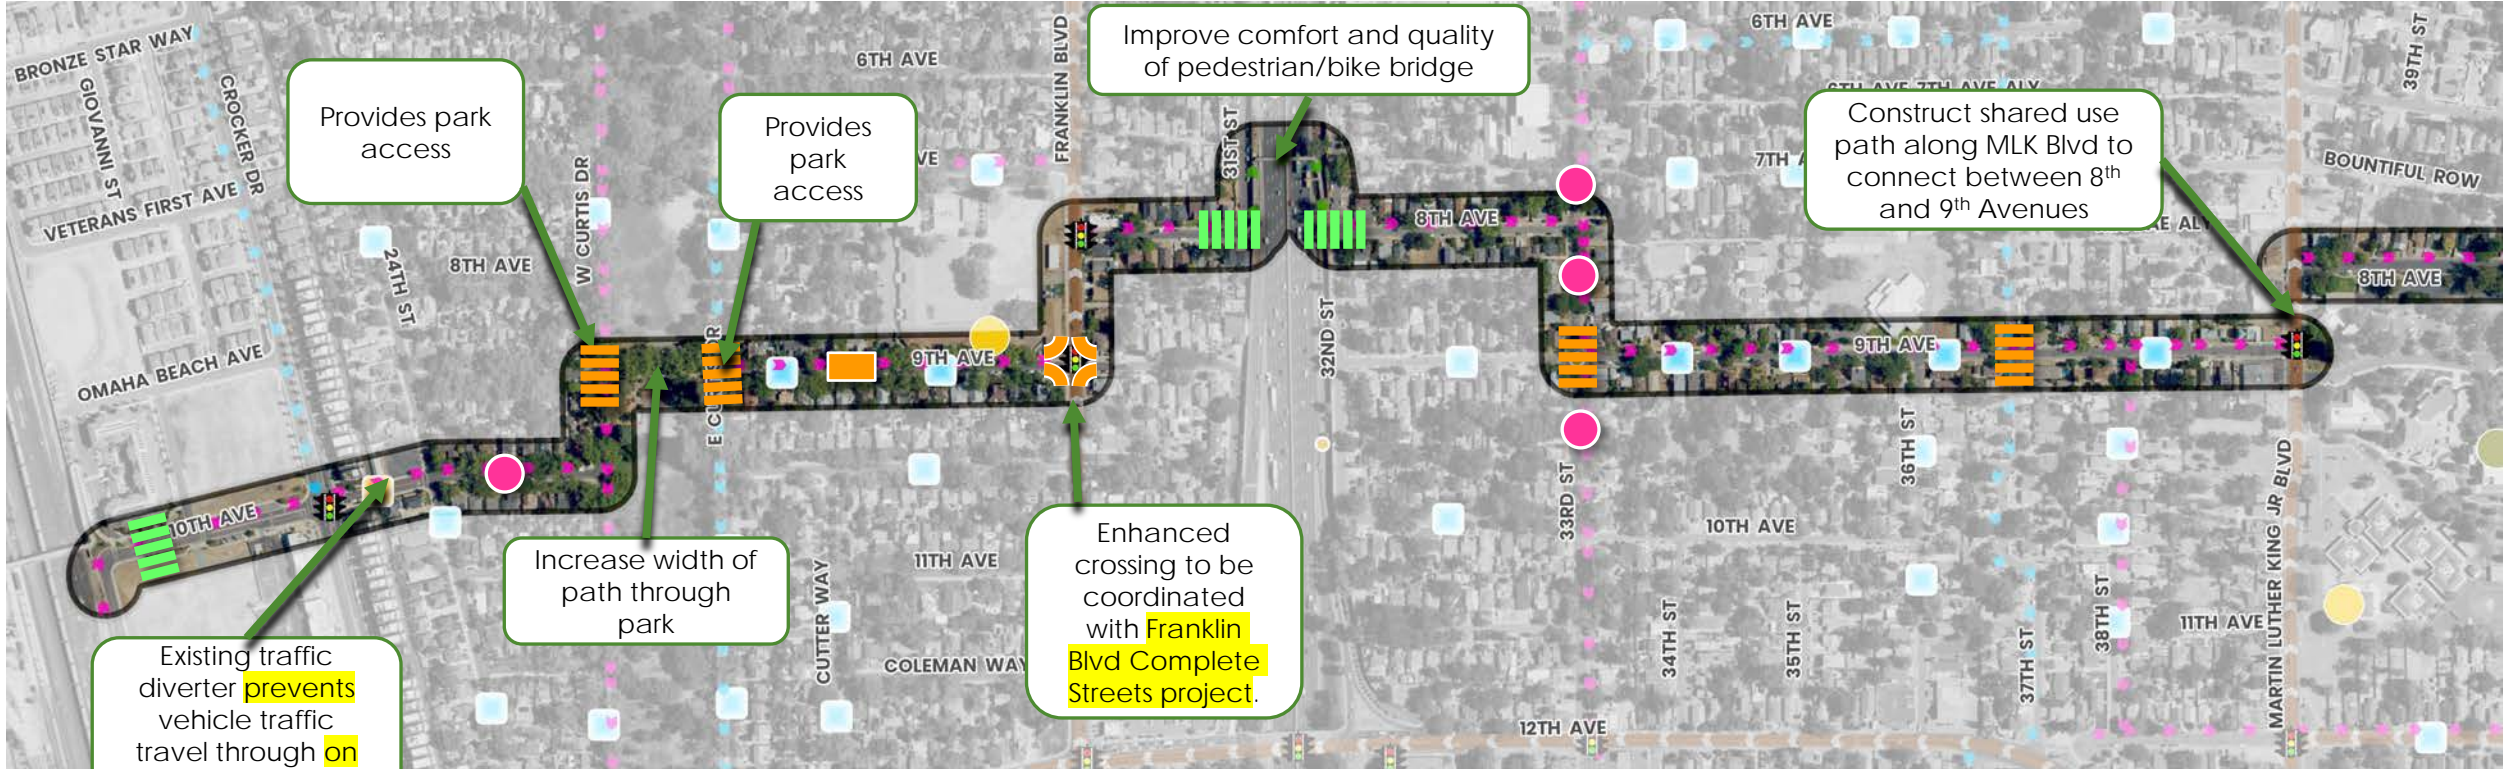 BRONZE STAR WAY
GIOVANNI ST
CROCKER DR
VETERANS FIRST AVE
OMAHA BEACH AVE
24TH ST
8TH AVE
10TH AVE
Provides park
access
W CURTIS DR
Provides
park
access
6TH AVE
VE
FRANKLIN BLVD
Improve comfort and quality
of pedestrian/bike bridge
31ST ST
32ND ST
8TH AVE
9TH AVE
6TH AVE
7TH A
Construct shared use
path along MLK Blvd to
connect between 8th
and 9th Avenues
39TH ST
BOUNTIFUL ROW
AE ALY
8TH AVE
9TH AVE
33RD ST
34TH ST
35TH ST
36TH ST
37TH ST
38TH ST
10TH AVE
11TH AVE
12TH AVE
MARTIN LUTHER KING JR BLVD
Existing traffic
diverter prevents
vehicle traffic
travel through on
Increase width of
path through
park
CUTTER WAY
11TH AVE
COLEMAN WAY
Enhanced
crossing to be
coordinated
with Franklin
Blvd Complete
Streets project.